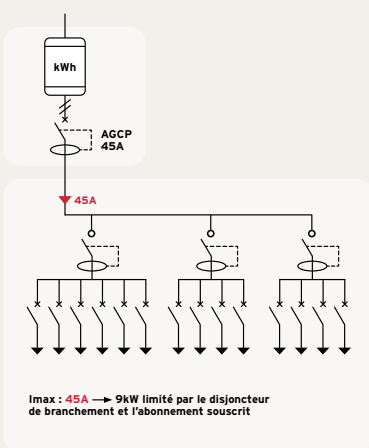 kWh
AGCP
45A
45A
Imax : 45A → 9kW limité par le disjoncteur
de branchement et l'abonnement souscrit